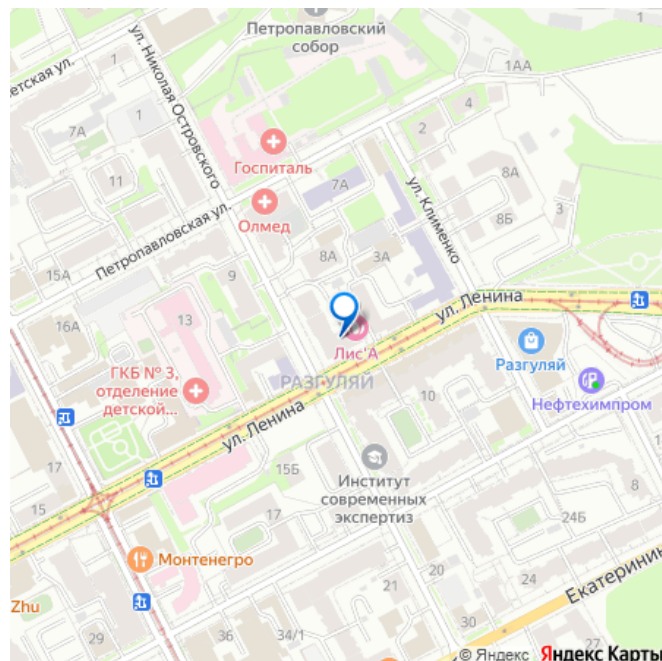 Петропавловский
собор
1АА
етская ул.
ул. Николая Островского
1
7А
4
2
Госпиталь
7А
8А
ул. Клименко
11
Олмед
8Б
3
Петропавловская ул.
15А
9
8А
3А
ул. Ленина
16А
13
Лис'А
ГКБ № 3,
отделение
детской...
РАЗГУЛЯЙ
Разгуляй
Нефтехимпром
10
10
ул. Ленина
17
15Б
Институт
современных
экспертиз
8
15
17
24Б
Монтенегро
21
20
24
Екатеринин
Zhu
29
36
34/1
30
27
© Яндекс Яндекс Карты